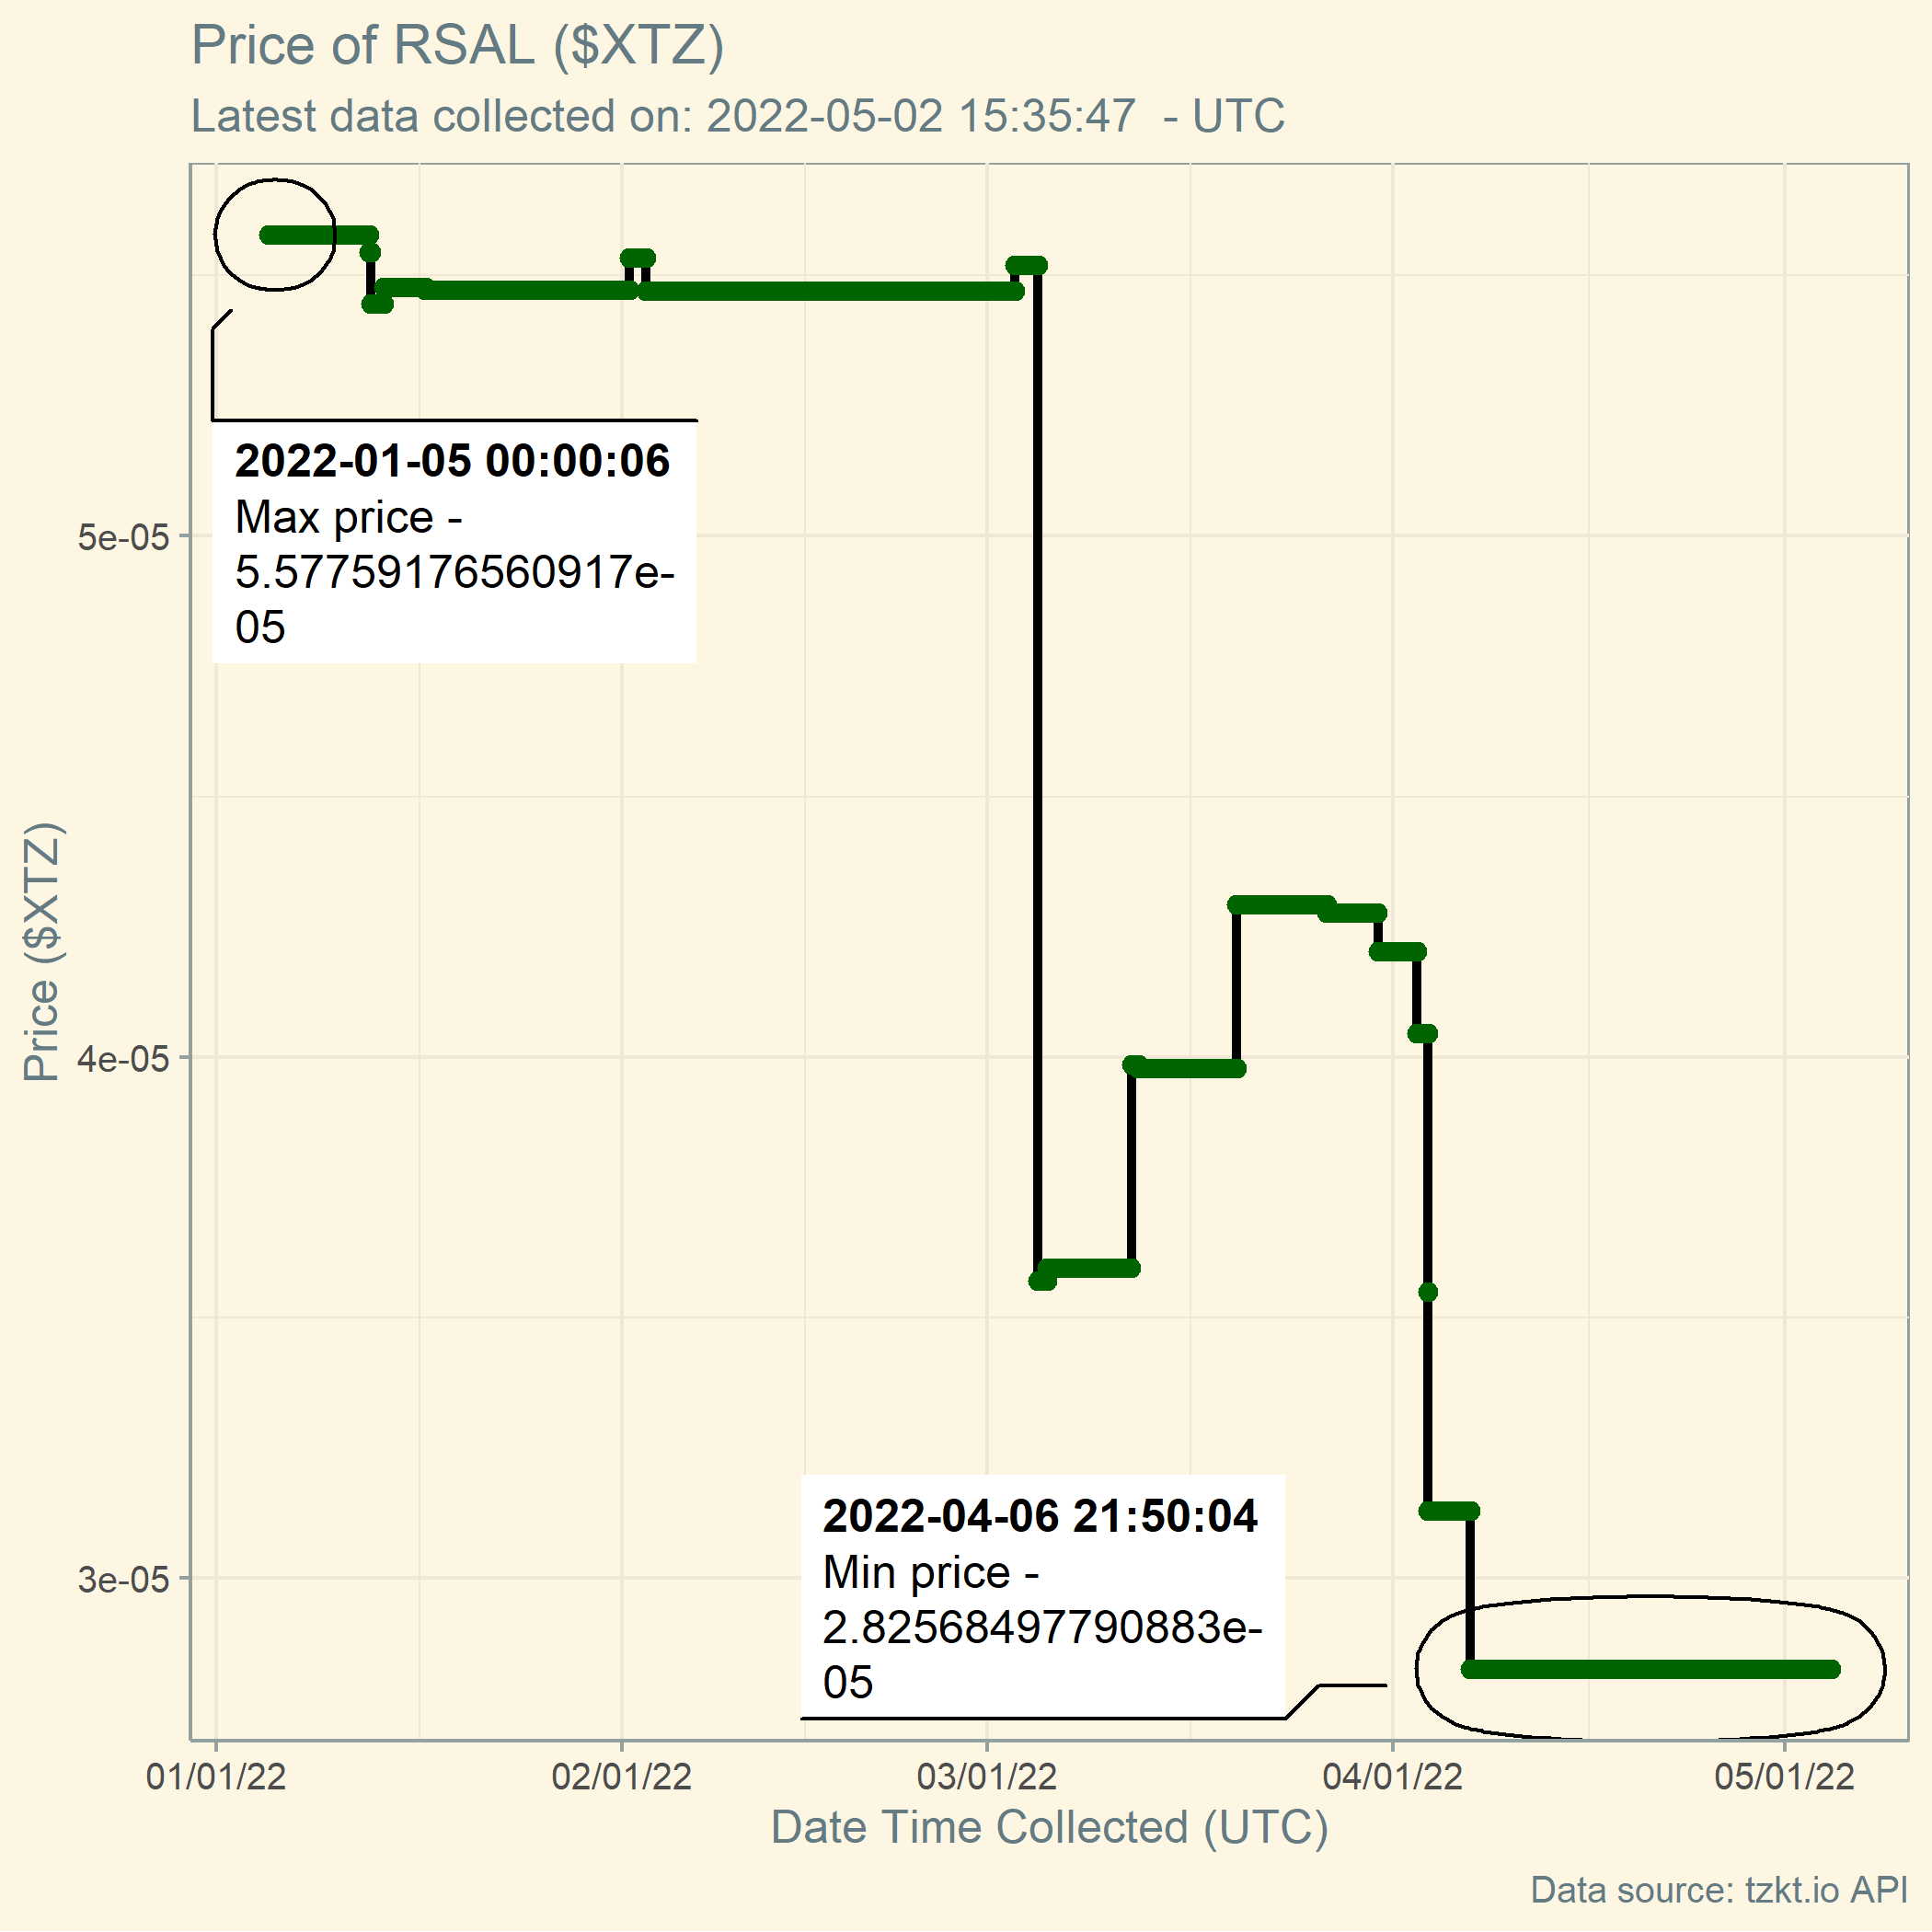 Price of RSAL ($XTZ)
Latest data collected on: 2022-05-02 15:35:47  - UTC
2022-01-05 00:00:06
Max price -
5.57759176560917e-
05
5e-05
4e-05
3e-05
Price ($XTZ)
2022-04-06 21:50:04
Min price -
2.82568497790883e-
05
01/01/22
02/01/22
03/01/22
04/01/22
05/01/22
Date Time Collected (UTC)
Data source: tzkt.io API